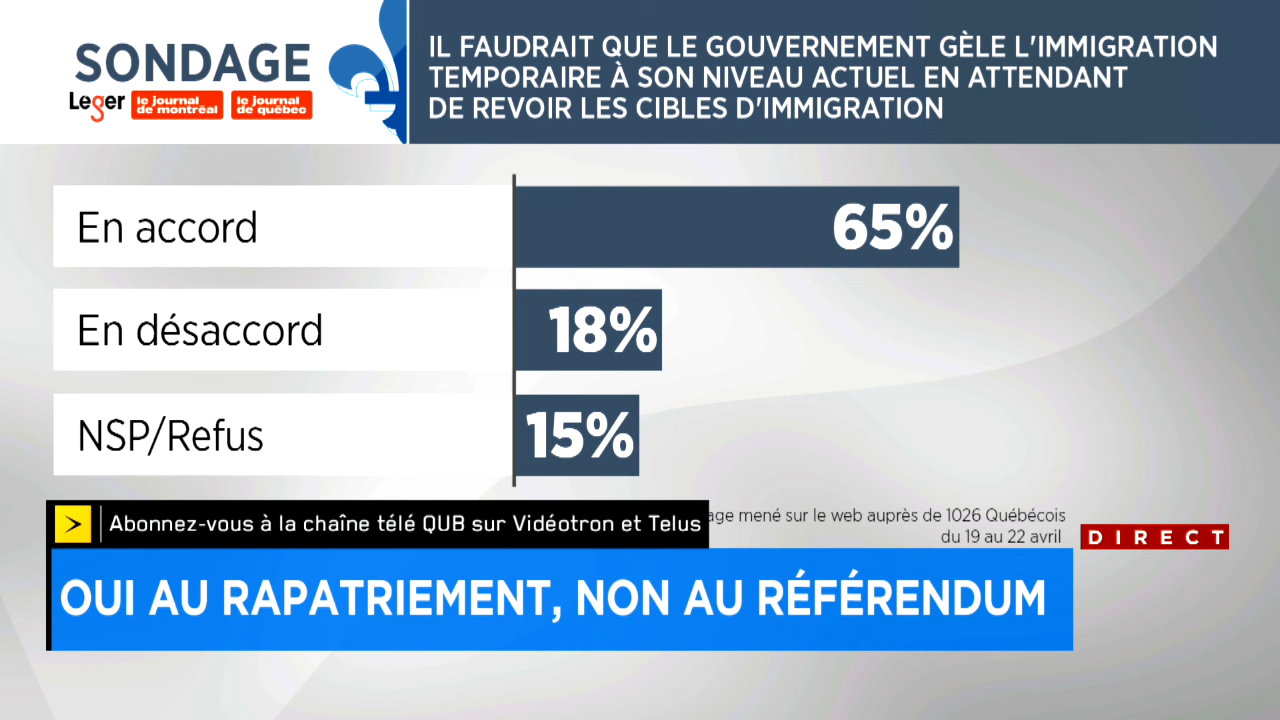 SONDAGE
Leger le journal de montréal le journal de québec
IL FAUDRAIT QUE LE GOUVERNEMENT GÈLE L'IMMIGRATION
TEMPORAIRE À SON NIVEAU ACTUEL EN ATTENDANT
DE REVOIR LES CIBLES D'IMMIGRATION
En accord 65%
En désaccord 18%
NSP/Refus 15%
Abonnez-vous à la chaîne télé QUB sur Vidéotron et Telus
mené sur le web auprès de 1026 Québécois
du 19 au 22 avril
DIRECT
OUI AU RAPATRIEMENT, NON AU RÉFÉRENDUM